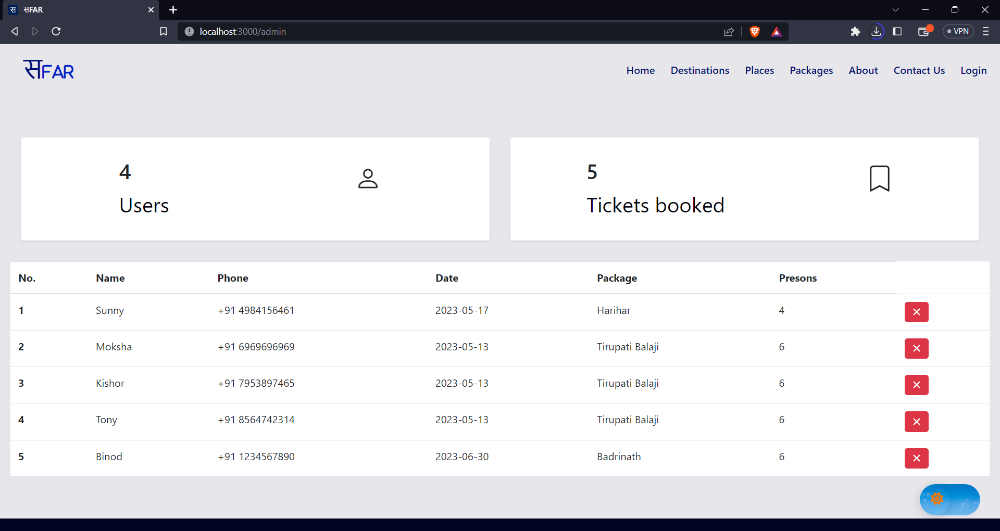 सFAR
localhost:3000/admin
VPN
सFAR
Home Destinations Places Packages About Contact Us Login
4
Users
5
Tickets booked
No. Name Phone Date Package Presons
1 Sunny +91 4984156461 2023-05-17 Harihar 4
2 Moksha +91 6969696969 2023-05-13 Tirupati Balaji 6
3 Kishor +91 7953897465 2023-05-13 Tirupati Balaji 6
4 Tony +91 8564742314 2023-05-13 Tirupati Balaji 6
5 Binod +91 1234567890 2023-06-30 Badrinath 6